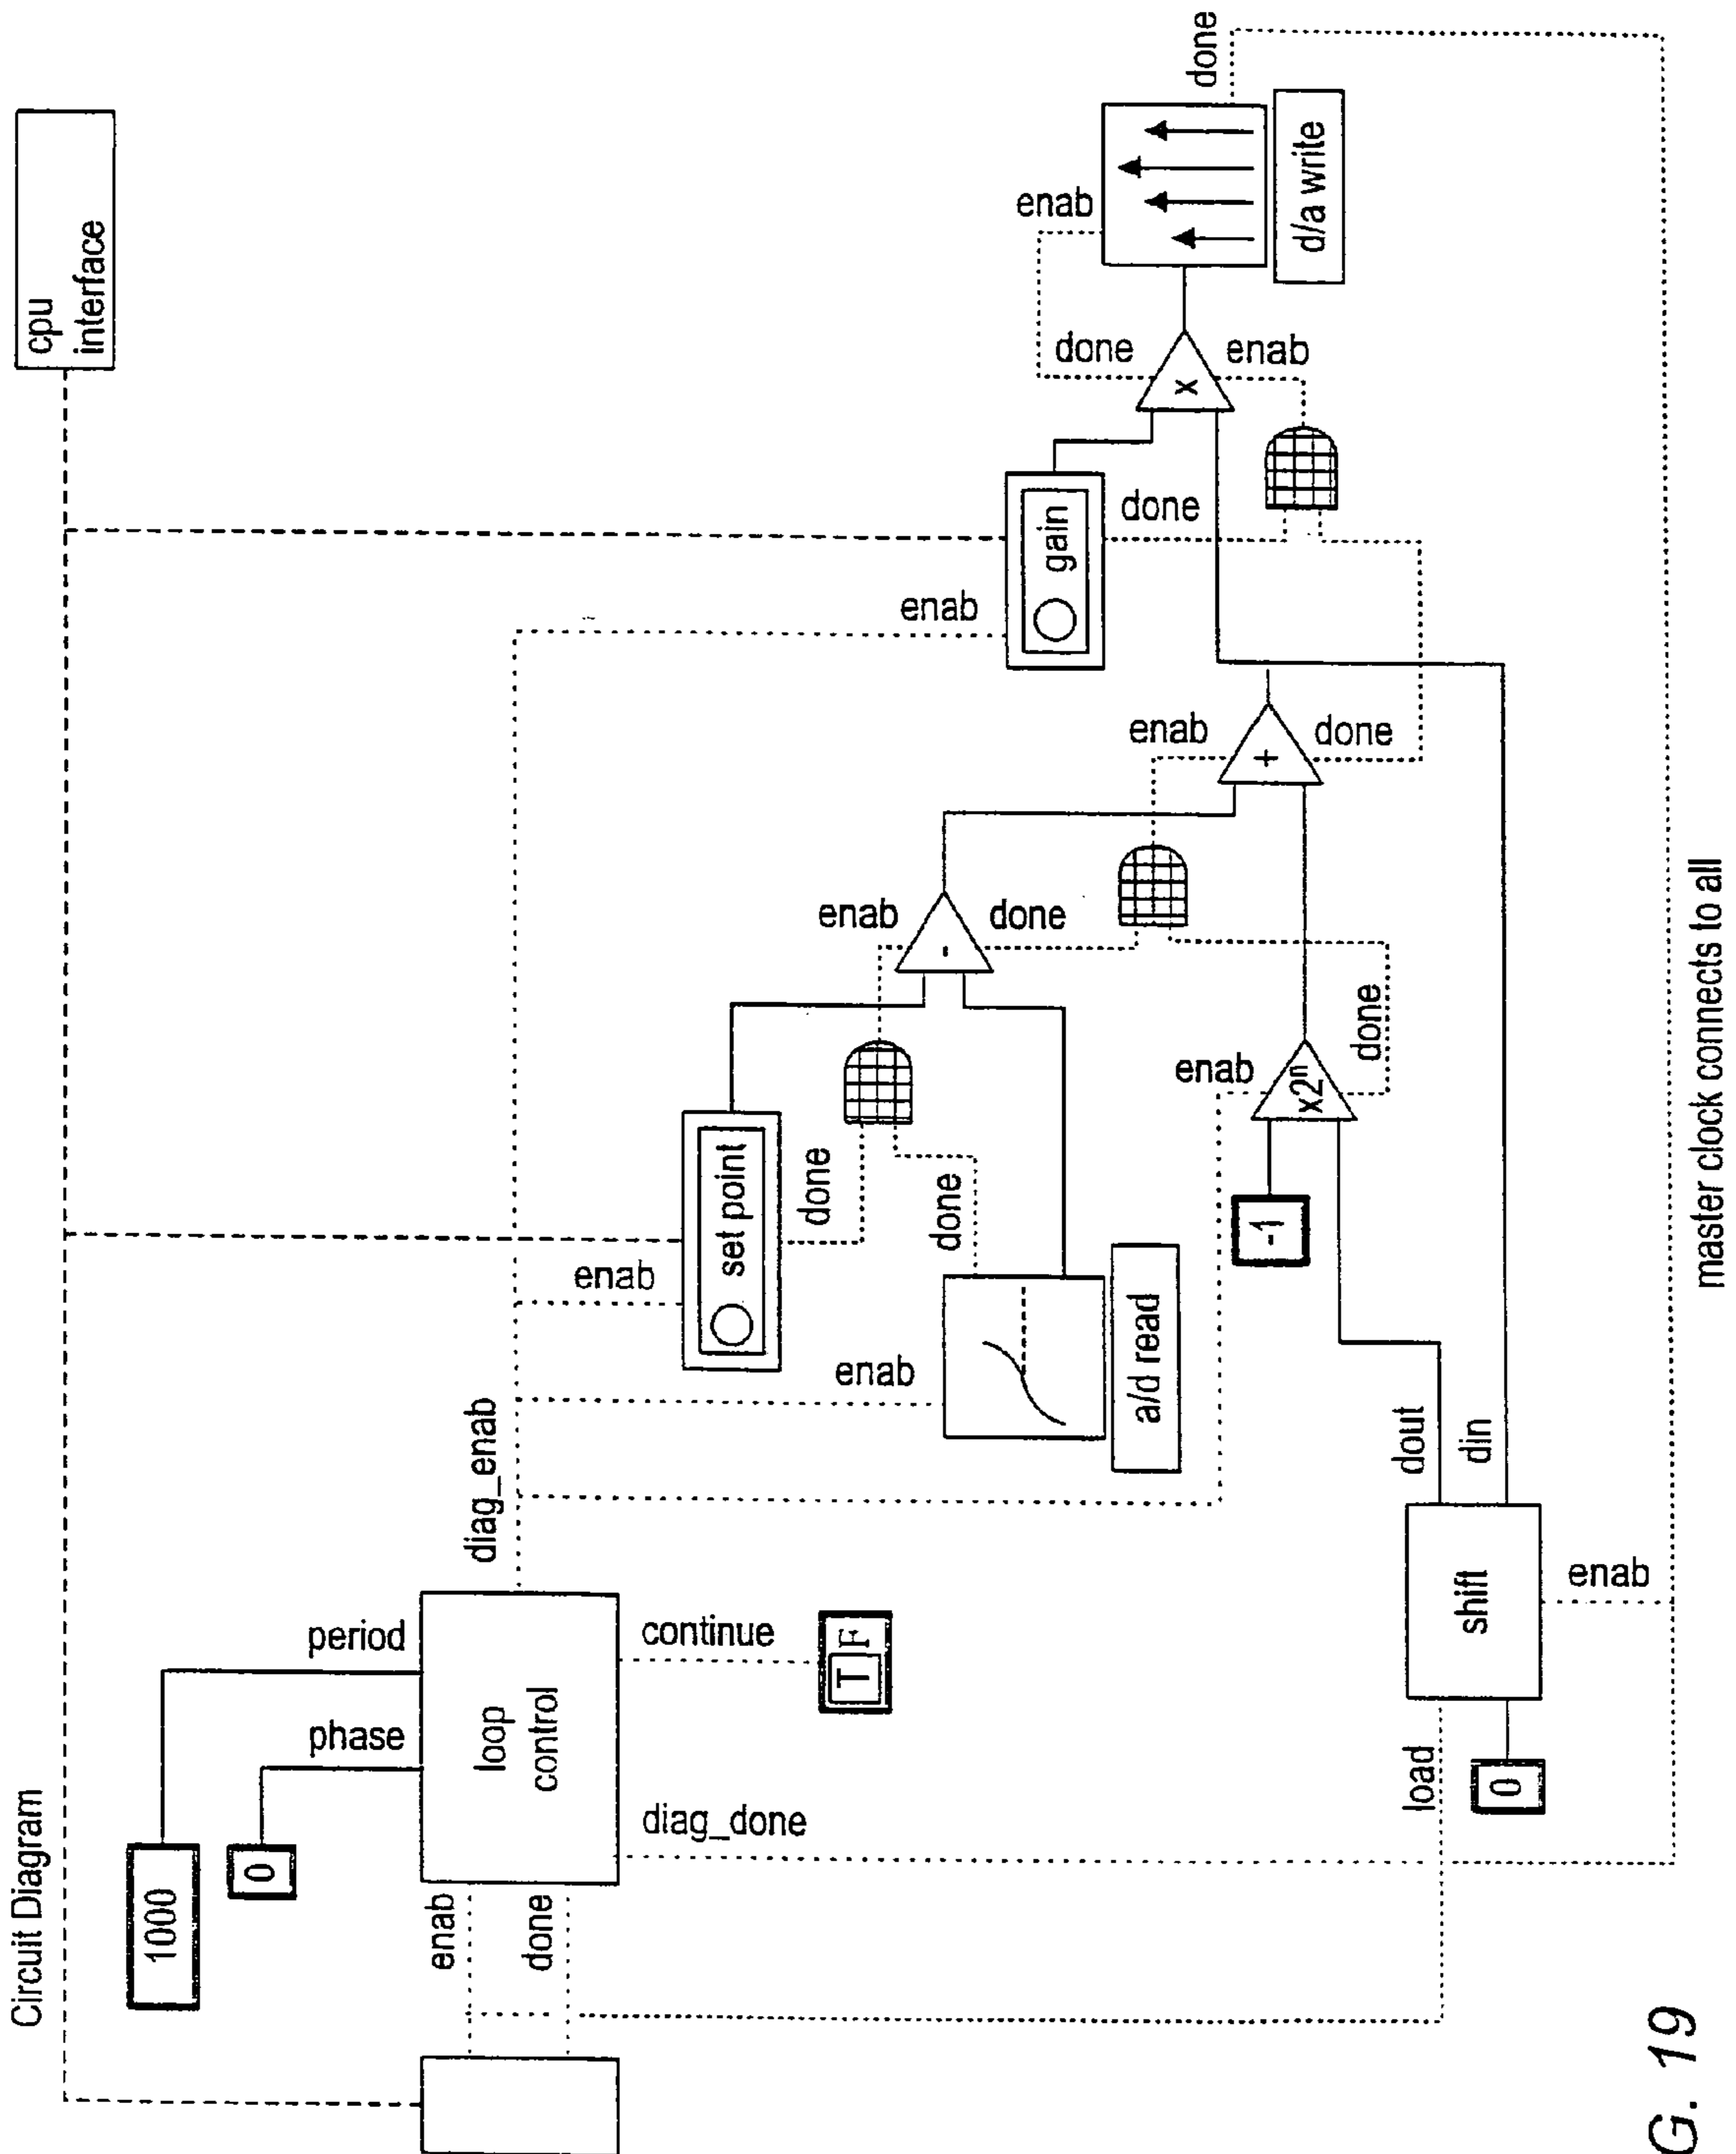 Circuit Diagram
cpu
interface
1000
0
phase
period
enab
done
loop
control
diag_enab
continue
T F
diag_done
enab
set point
done
enab
a/d read
done
enab
-
done
enab
gain
done
-1
enab
x2ⁿ
done
enab
+
done
done
x
enab
enab
d/a write
done
load
0
shift
dout
din
enab
master clock connects to all
G. 19